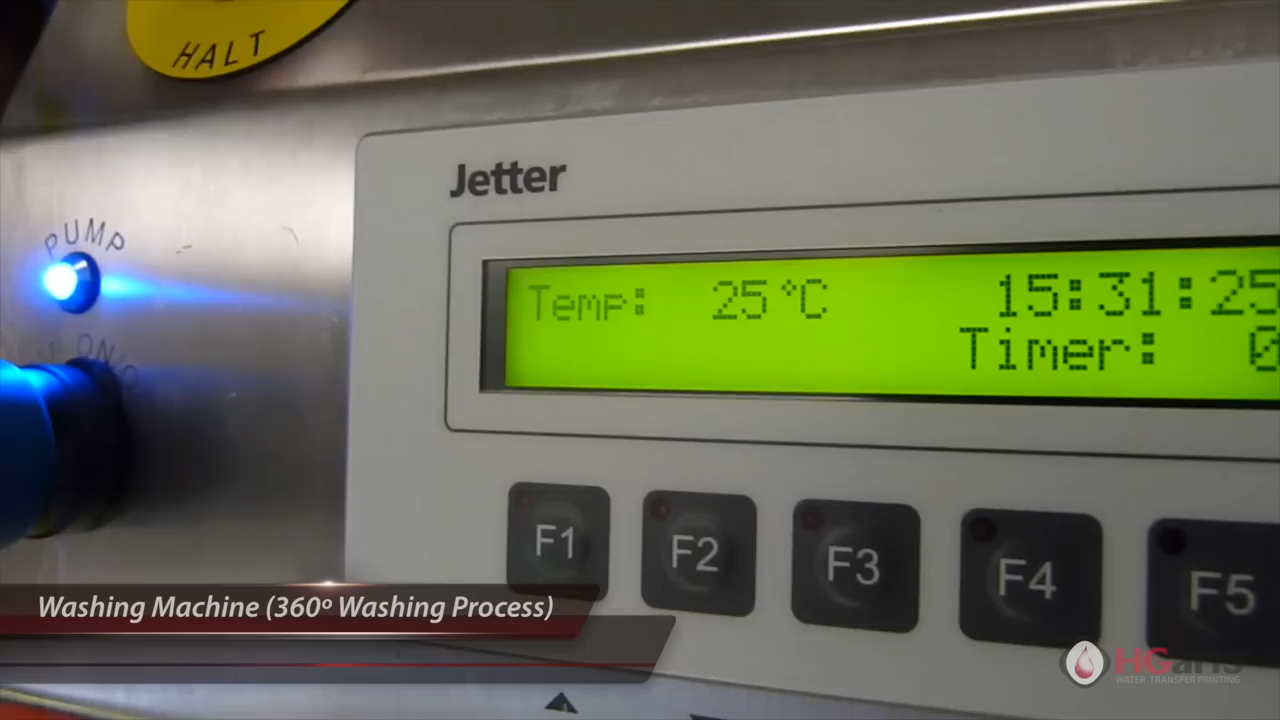 HALT
Jetter
PUMP
Temp: 25°C 15:31:25
Timer: 0
F1 F2 F3 F4 F5
Washing Machine (360º Washing Process)
HGarts
WATER TRANSFER PRINTING